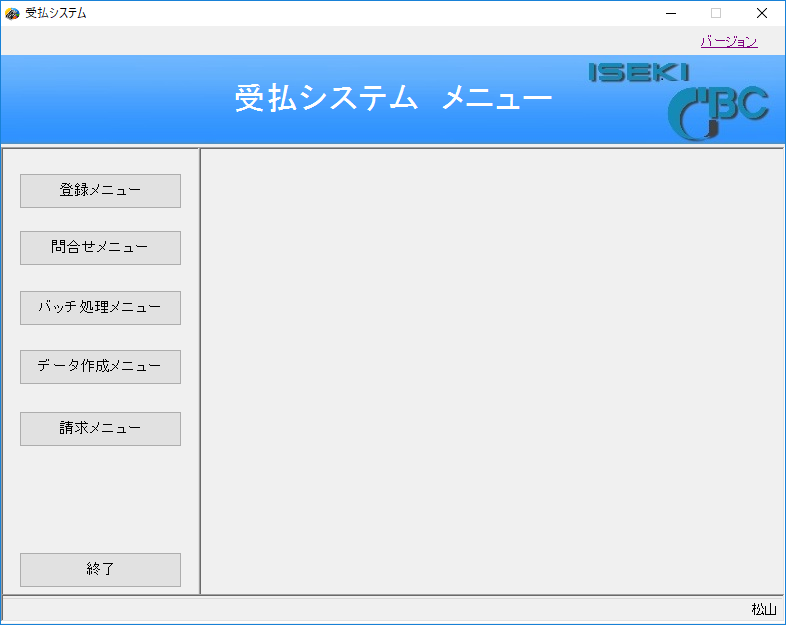 受払システム
バージョン
受払システム メニュー
ISEKI
BC
登録メニュー
問合せメニュー
バッチ処理メニュー
データ作成メニュー
請求メニュー
終了
松山